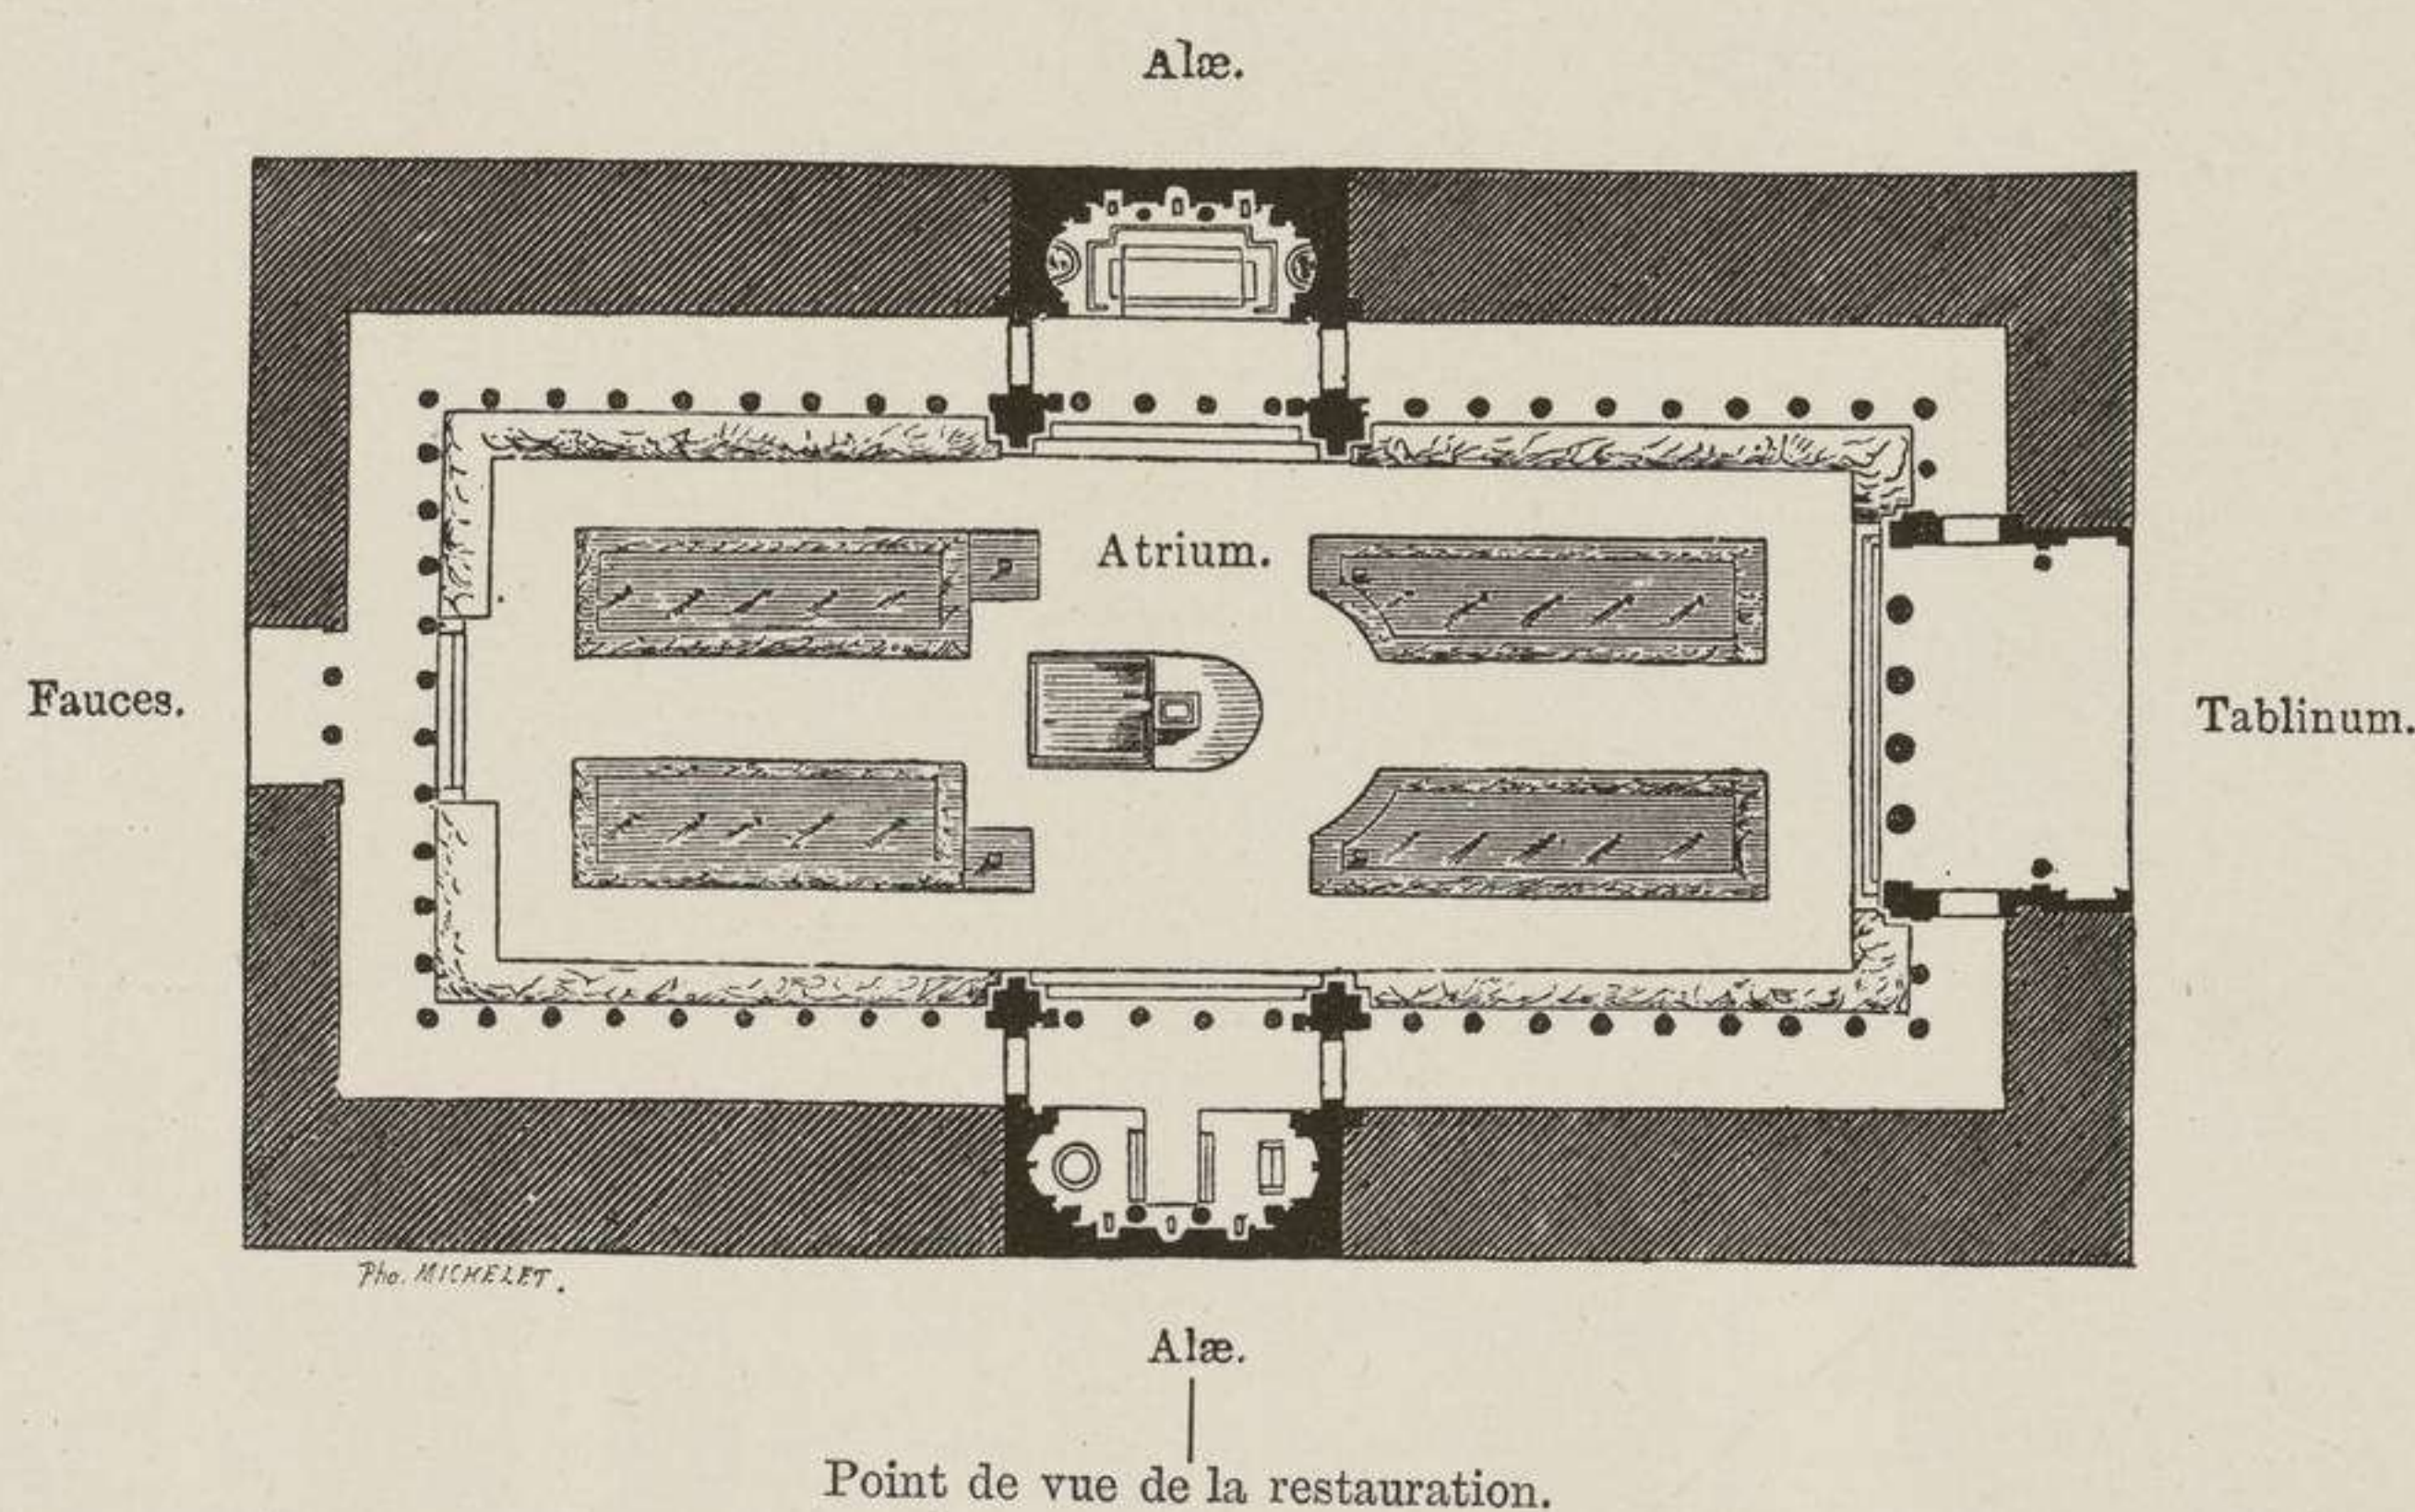 Alæ.
Atrium.
Fauces.
Tablinum.
Pho. MICHELET.
Alæ.
Point de vue de la restauration.